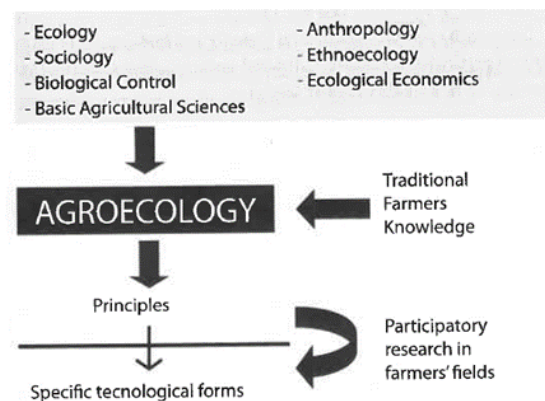 - Ecology
- Sociology
- Biological Control
- Basic Agricultural Sciences
- Anthropology
- Ethnoecology
- Ecological Economics
AGROECOLOGY
Traditional
Farmers
Knowledge
Principles
Participatory
research in
farmers' fields
Specific tecnological forms